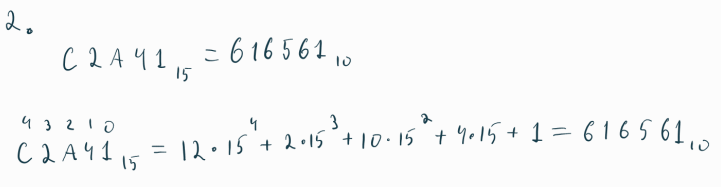 2.
C2A41₁₅ = 616561₁₀
4 3 2 1 0
C2A41₁₅ = 12·15⁴ + 2·15³ + 10·15² + 4·15 + 1 = 616561₁₀